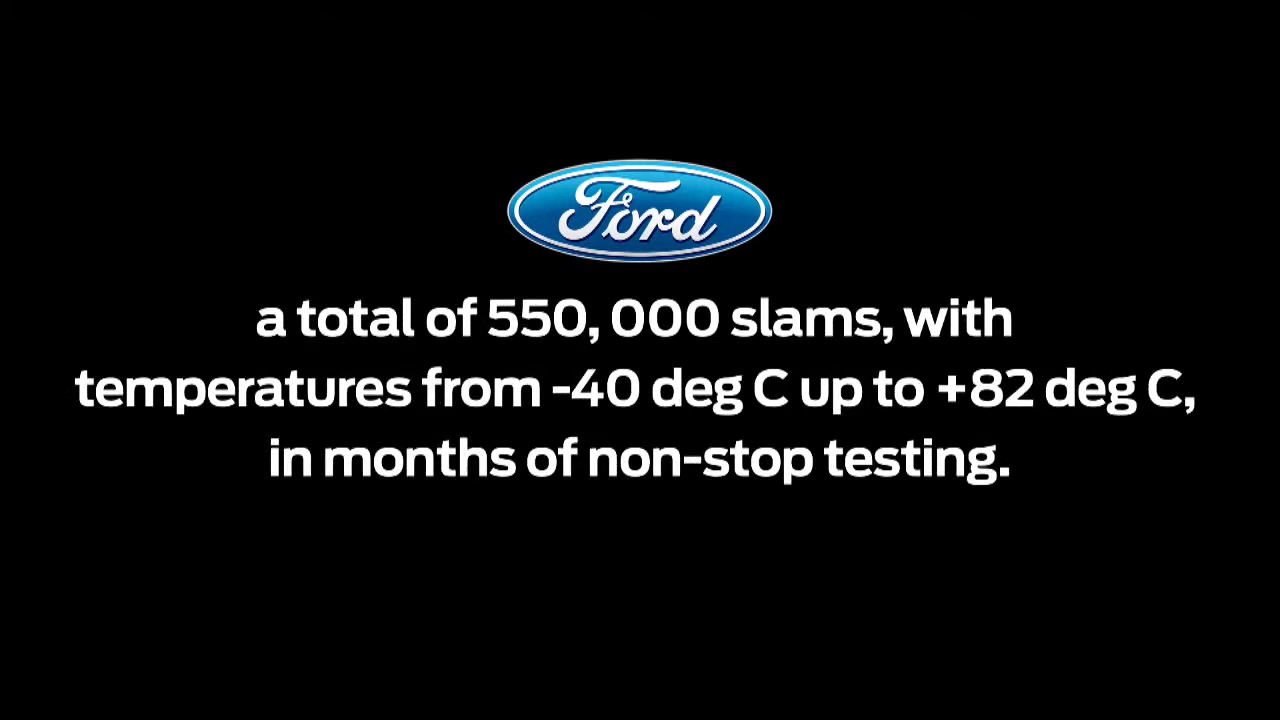 Ford
a total of 550, 000 slams, with
temperatures from -40 deg C up to +82 deg C,
in months of non-stop testing.